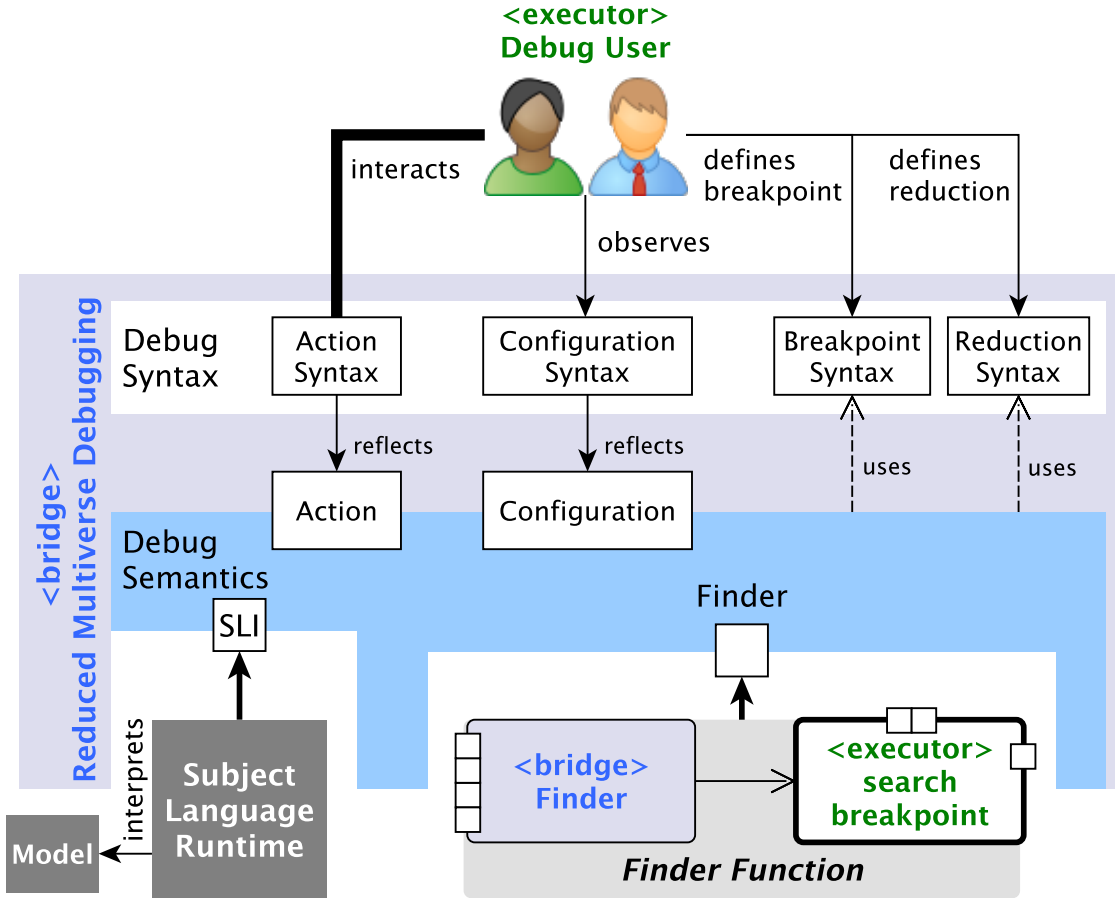 <executor>
Debug User
interacts
defines
breakpoint
defines
reduction
observes
<bridge>
Reduced Multiverse Debugging
Debug
Syntax
Action
Syntax
Configuration
Syntax
Breakpoint
Syntax
Reduction
Syntax
reflects
reflects
uses
uses
Action
Configuration
Debug
Semantics
SLI
Finder
interprets
Subject
Language
Runtime
Model
<bridge>
Finder
<executor>
search
breakpoint
Finder Function